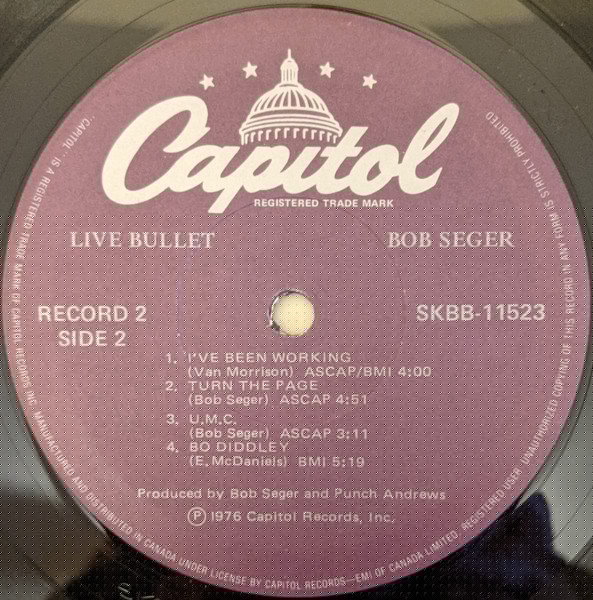 Capitol
REGISTERED TRADE MARK
LIVE BULLET
BOB SEGER
RECORD 2
SIDE 2
SKBB-11523
1. I'VE BEEN WORKING
(Van Morrison) ASCAP/BMI 4:00
2. TURN THE PAGE
(Bob Seger) ASCAP 4:51
3. U.M.C.
(Bob Seger) ASCAP 3:11
4. BO DIDDLEY
(E. McDaniels) BMI 5:19
Produced by Bob Seger and Punch Andrews
Ⓟ 1976 Capitol Records, Inc.
"CAPITOL" IS A REGISTERED TRADE MARK OF CAPITOL RECORDS INC. MANUFACTURED AND DISTRIBUTED IN CANADA UNDER LICENSE BY CAPITOL RECORDS—EMI OF CANADA LIMITED, REGISTERED USER. UNAUTHORIZED COPYING OF THIS RECORD IN ANY FORM IS STRICTLY PROHIBITED